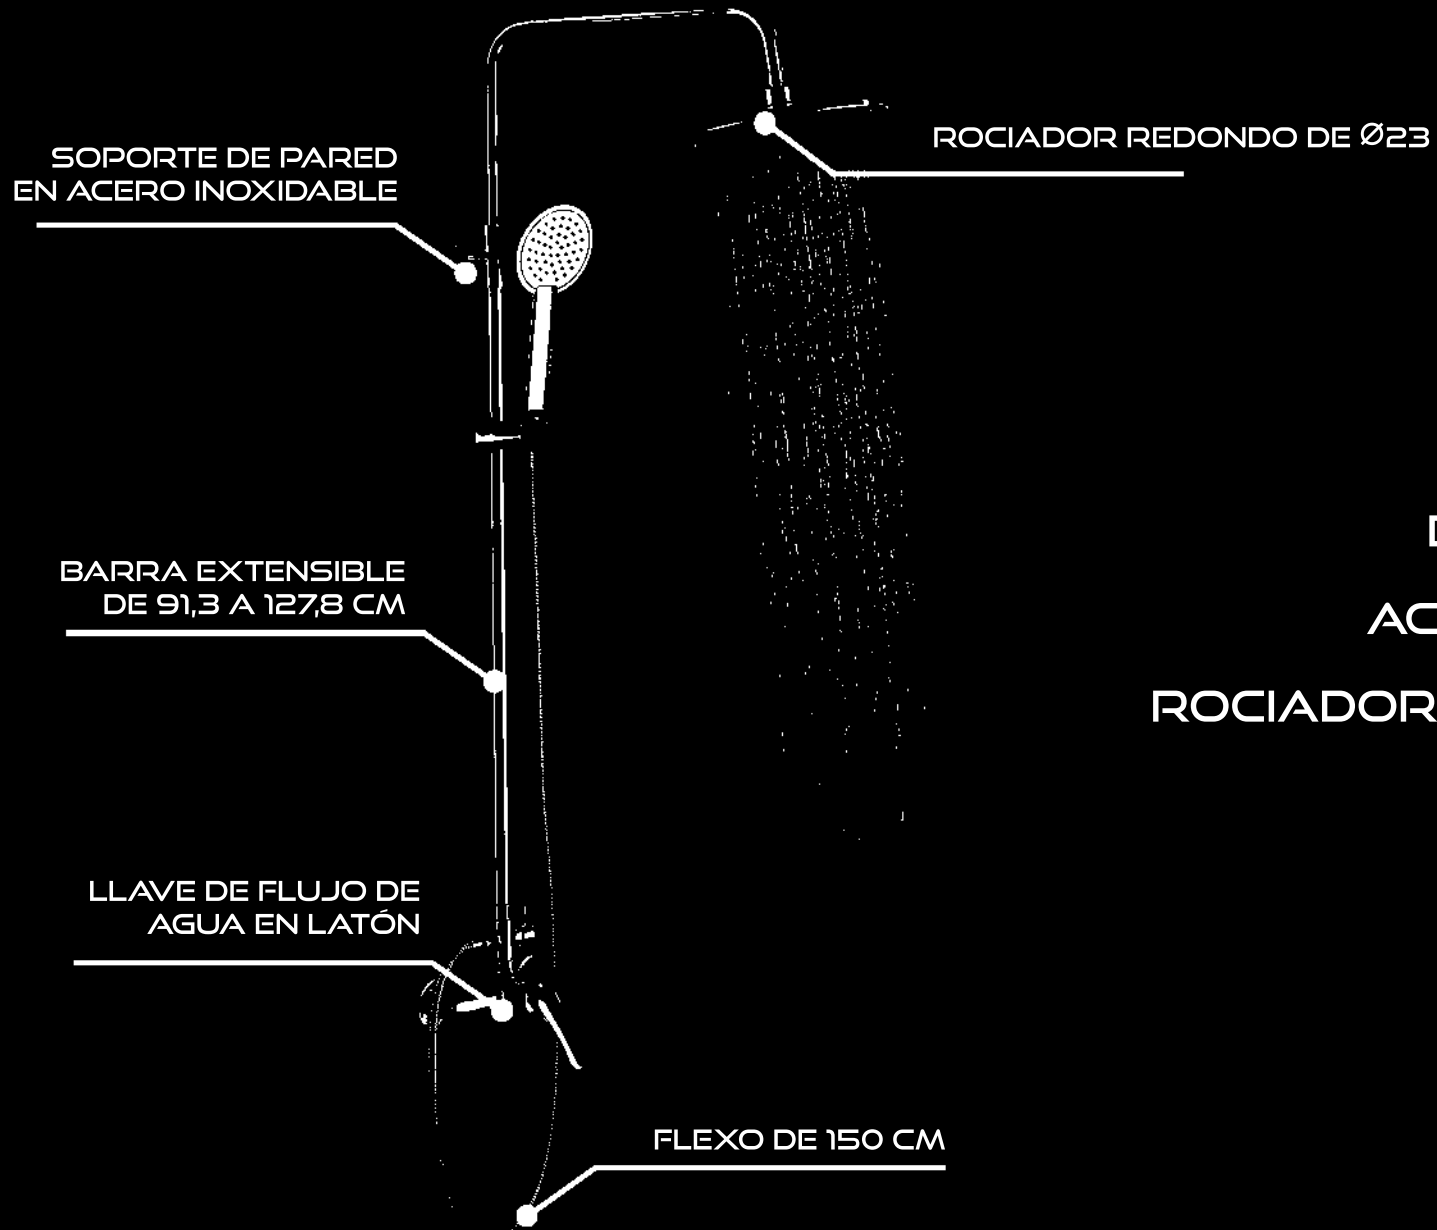 ROCIADOR REDONDO DE Ø23
SOPORTE DE PARED
EN ACERO INOXIDABLE
BARRA EXTENSIBLE
DE 91,3 A 127,8 CM
ROCIADOR
LLAVE DE FLUJO DE
AGUA EN LATÓN
FLEXO DE 150 CM